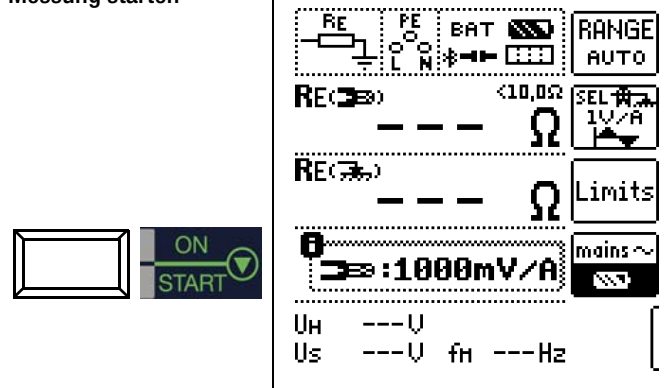 Messung starten
ON
START
RE PE BAT RANGE
L N AUTO
RE( ) <10,0Ω SEL
--- Ω 1V/A
RE( )
--- Ω Limits
mains~
:1000mV/A
UH ---V
US ---V fH ---Hz